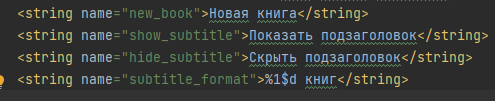 <string name="new_book">Новая книга</string>
<string name="show_subtitle">Показать подзаголовок</string>
<string name="hide_subtitle">Скрыть подзаголовок</string>
<string name="subtitle_format">%1$d книг</string>